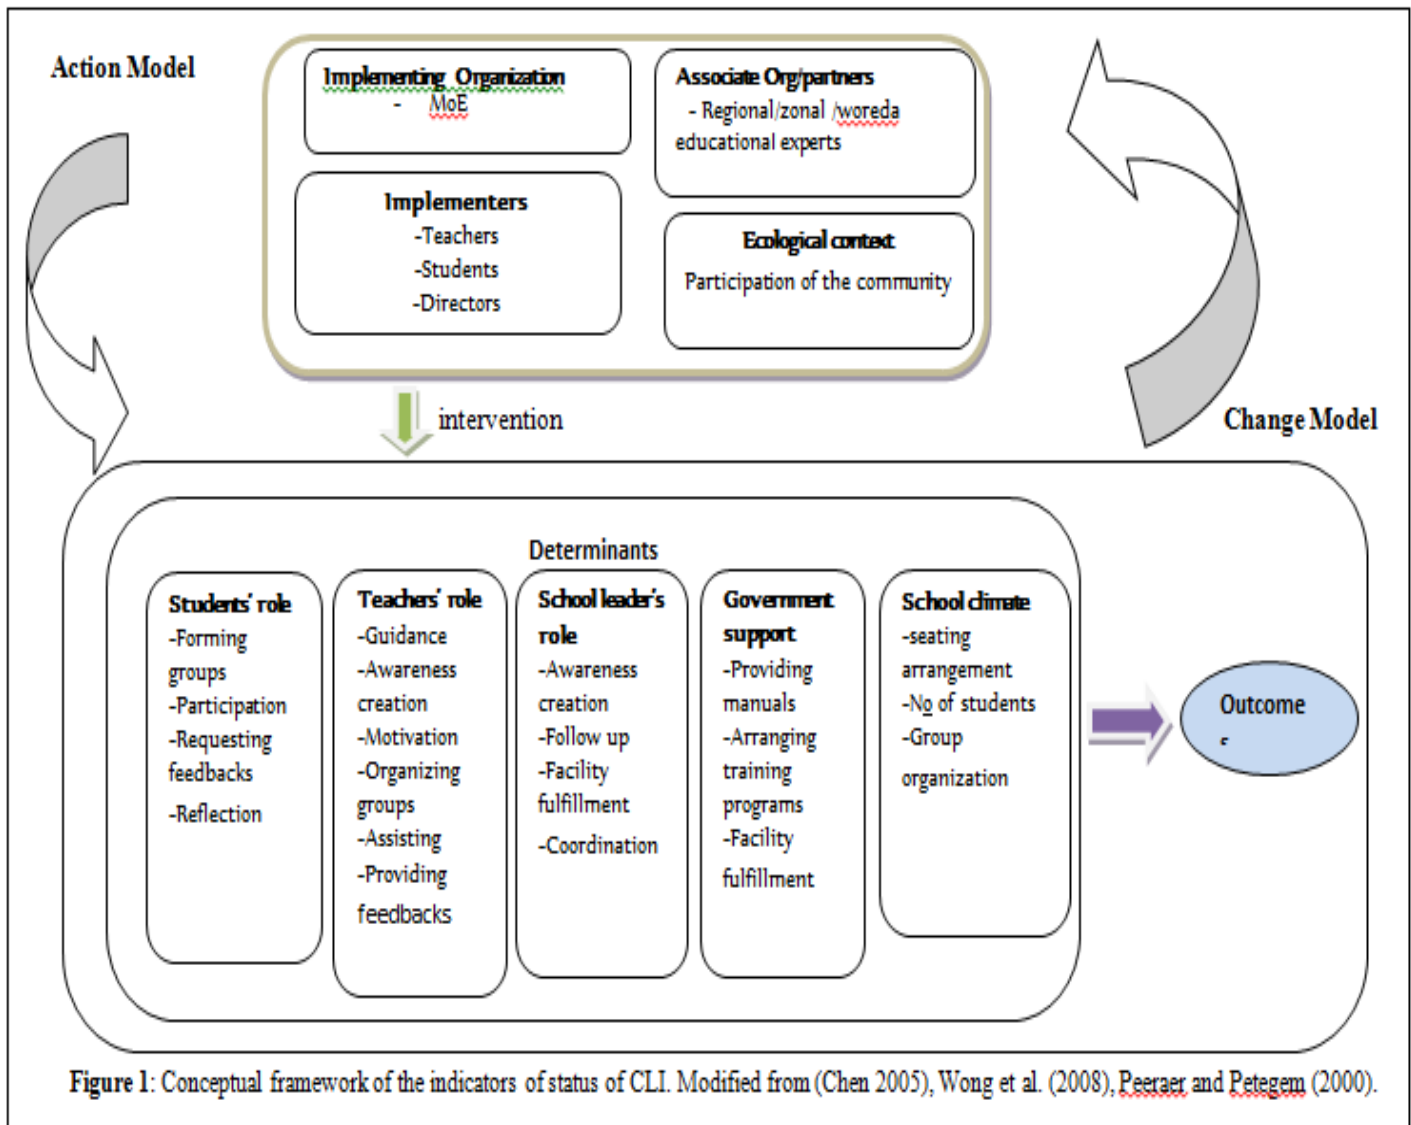 Action Model
Implementing Organization
- MoE
Associate Org/partners
- Regional/zonal /woreda
educational experts
Implementers
-Teachers
-Students
-Directors
Ecological context
Participation of the community
intervention
Change Model
Determinants
Students' role
-Forming
groups
-Participation
-Requesting
feedbacks
-Reflection
Teachers' role
-Guidance
-Awareness
creation
-Motivation
-Organizing
groups
-Assisting
-Providing
feedbacks
School leader's
role
-Awareness
creation
-Follow up
-Facility
fulfillment
-Coordination
Government
support
-Providing
manuals
-Arranging
training
programs
-Facility
fulfillment
School climate
-seating
arrangement
-No of students
-Group
organization
Outcome
Figure 1: Conceptual framework of the indicators of status of CLI. Modified from (Chen 2005), Wong et al. (2008), Peeraer and Petegem (2000).